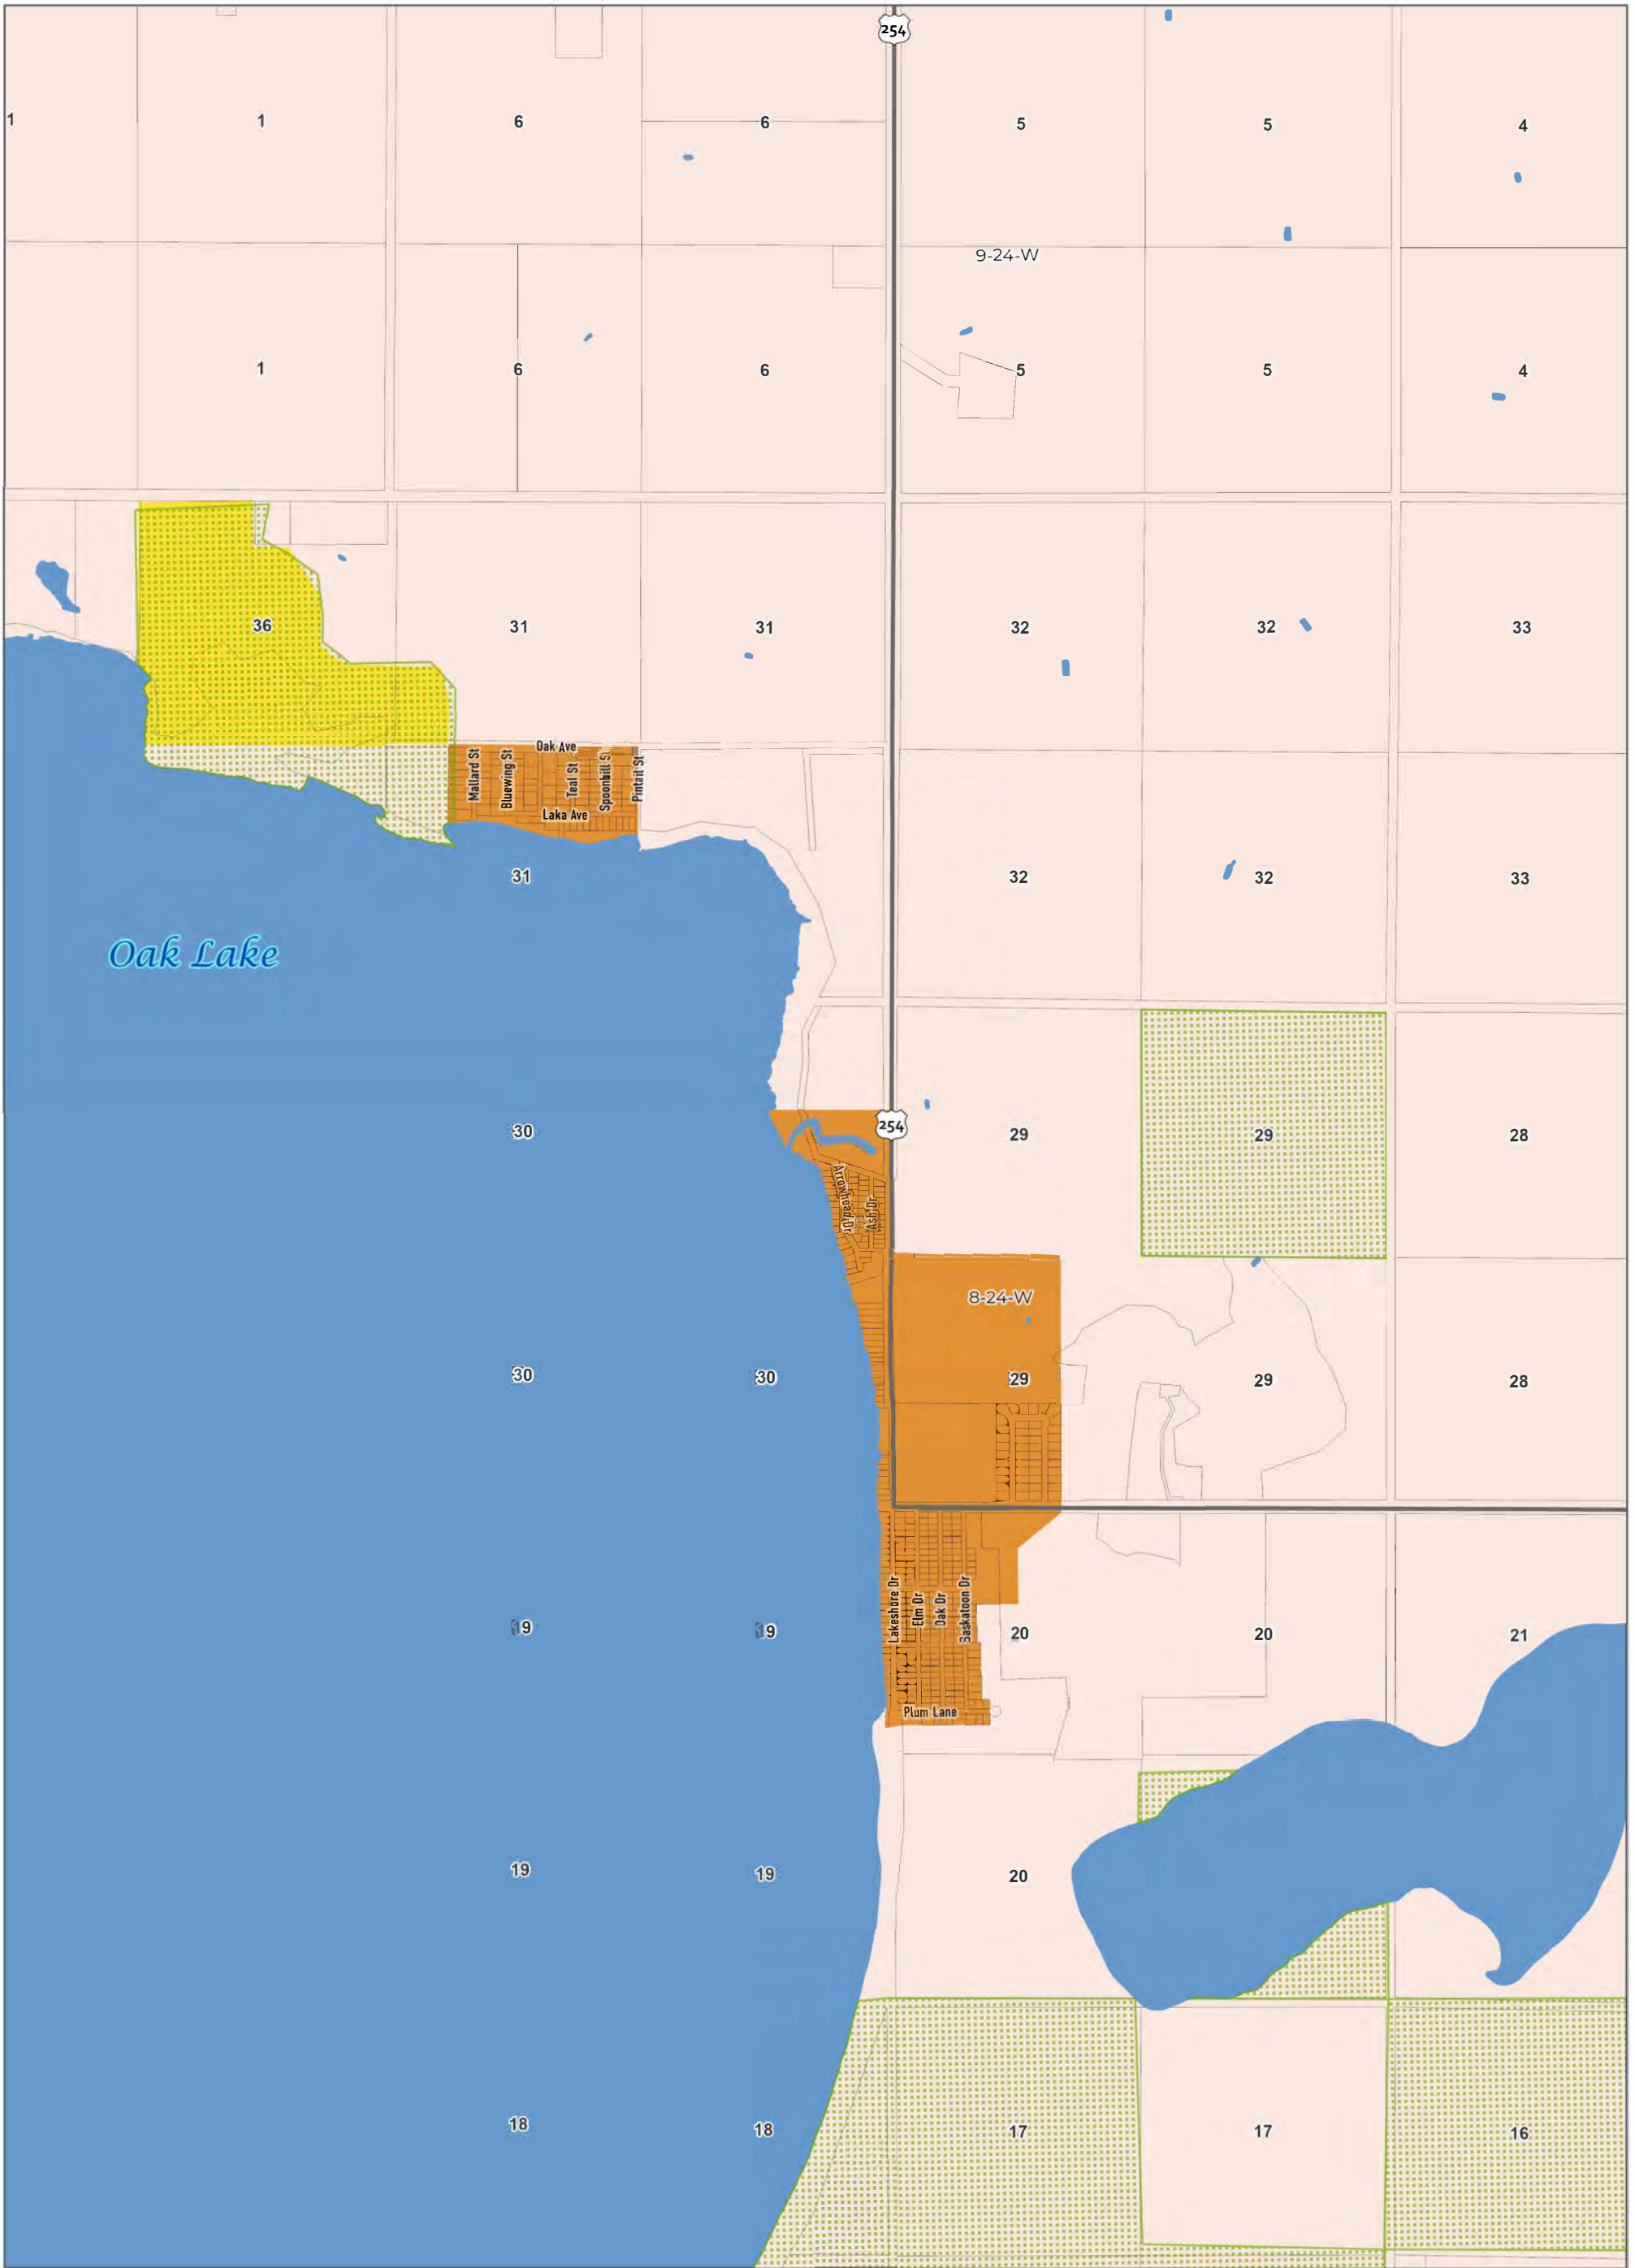 254
1
1
6
6
5
5
4
9-24-W
1
6
6
5
5
4
36
31
31
32
32
33
Oak Ave
Mallard St
Bluewing St
Teal St
Spoonbill St
Pintail St
Laka Ave
31
32
32
33
Oak Lake
30
254
29
29
28
Arrowhead Dr
Ash Dr
8-24-W
30
30
29
29
28
Lakeshore Dr
Elm Dr
Oak Dr
Saskatoon Dr
19
19
20
20
21
Plum Lane
19
19
20
18
18
17
17
16